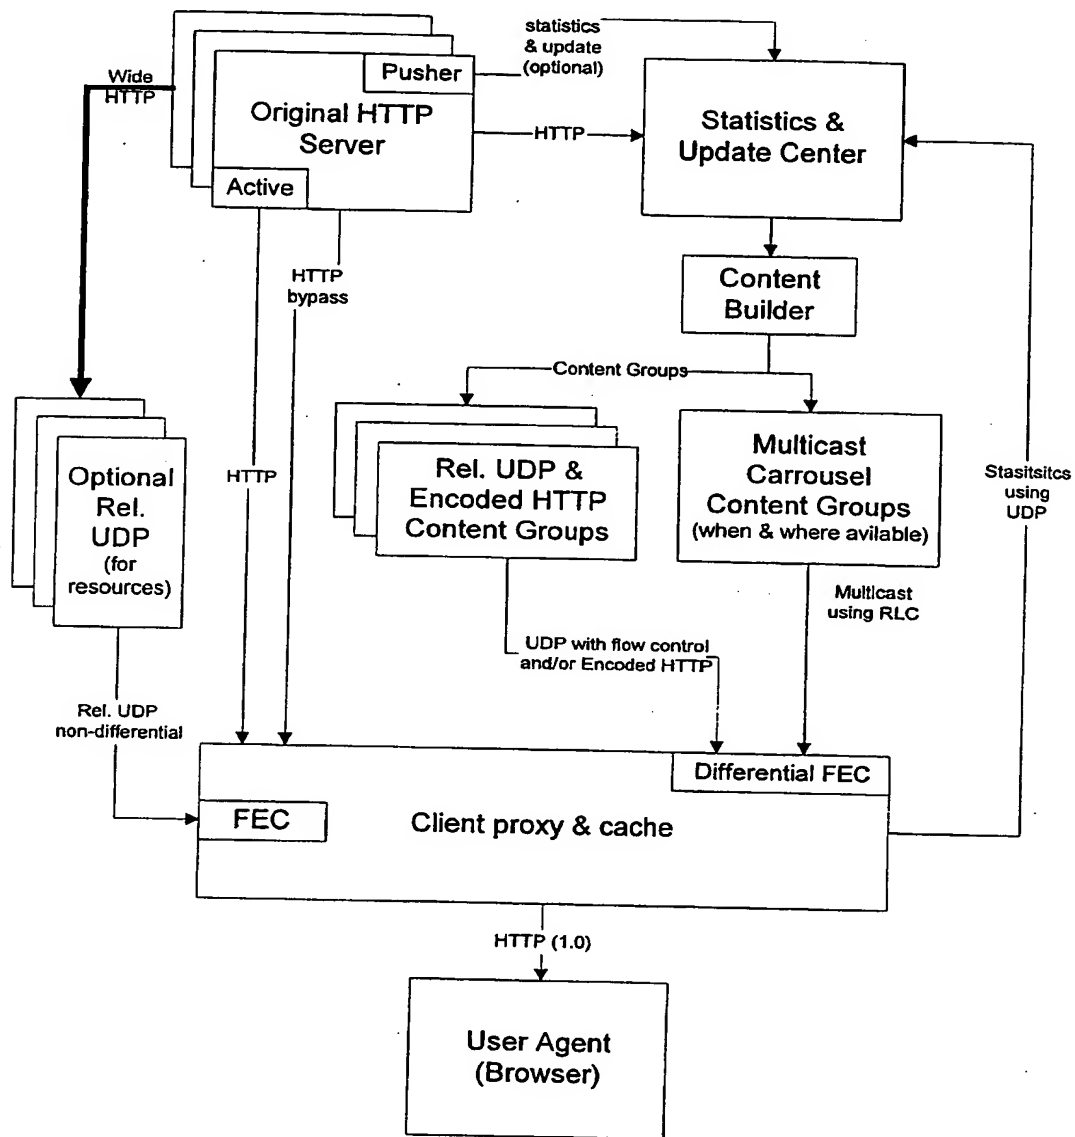 statistics
& update
(optional)
Pusher
Wide
HTTP
Original HTTP
Server
HTTP
Statistics &
Update Center
Active
HTTP
bypass
Content
Builder
Content Groups
Optional
Rel.
UDP
(for
resources)
HTTP
Rel. UDP &
Encoded HTTP
Content Groups
Multicast
Carrousel
Content Groups
(when & where avilable)
Stasitsitcs
using
UDP
Multicast
using RLC
UDP with flow control
and/or Encoded HTTP
Rel. UDP
non-differential
Differential FEC
FEC
Client proxy & cache
HTTP (1.0)
User Agent
(Browser)